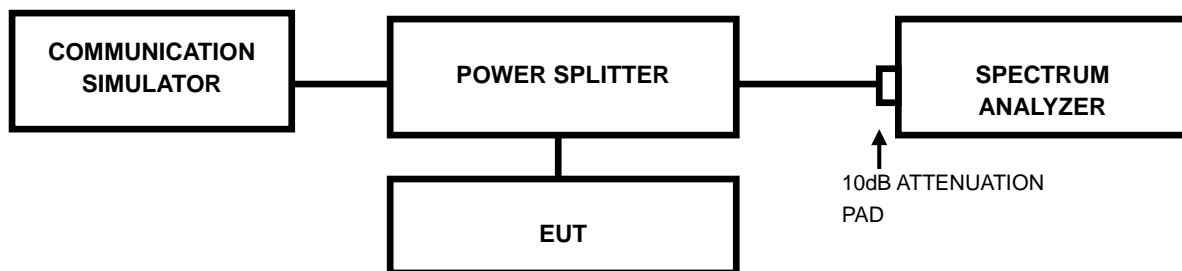 COMMUNICATION
SIMULATOR
POWER SPLITTER
SPECTRUM
ANALYZER
10dB ATTENUATION
PAD
EUT